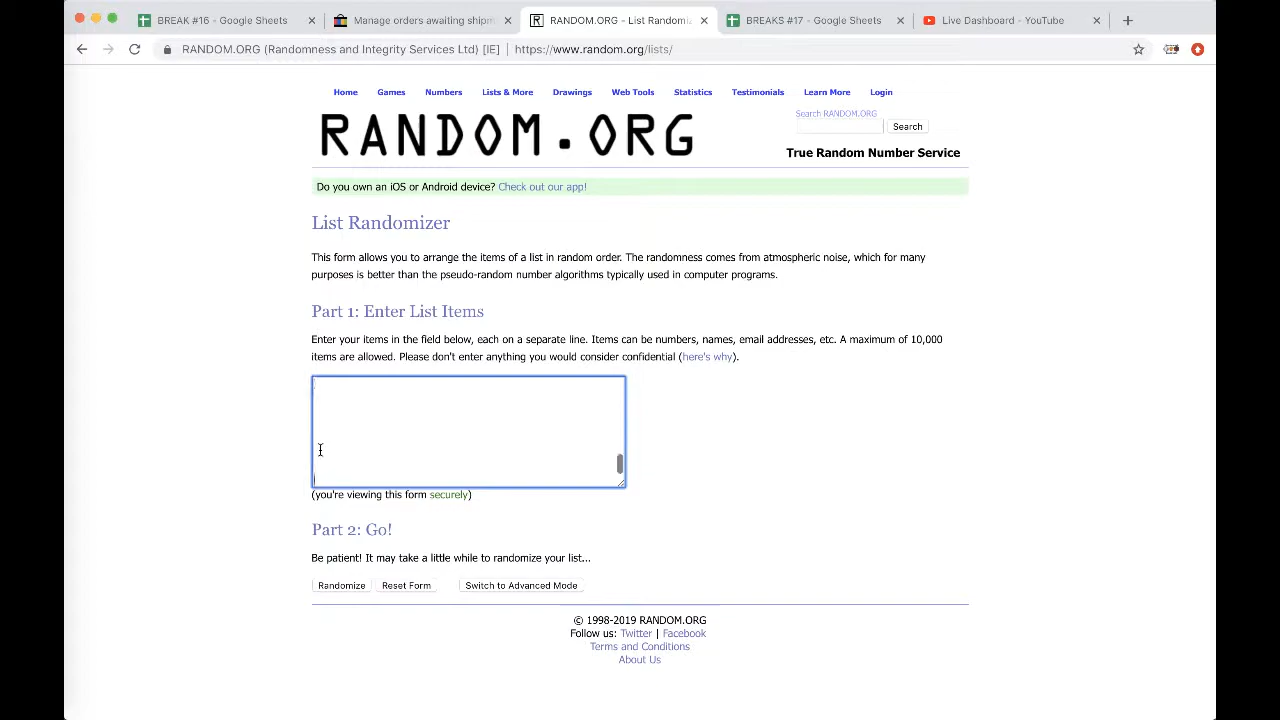 BREAK #16 - Google Sheets
Manage orders awaiting shipm
RANDOM.ORG - List Randomiz
BREAKS #17 - Google Sheets
Live Dashboard - YouTube
RANDOM.ORG (Randomness and Integrity Services Ltd) [IE] | https://www.random.org/lists/
Home Games Numbers Lists & More Drawings Web Tools Statistics Testimonials Learn More Login
Search RANDOM.ORG
RANDOM.ORG
Search
True Random Number Service
Do you own an iOS or Android device? Check out our app!
List Randomizer
This form allows you to arrange the items of a list in random order. The randomness comes from atmospheric noise, which for many
purposes is better than the pseudo-random number algorithms typically used in computer programs.
Part 1: Enter List Items
Enter your items in the field below, each on a separate line. Items can be numbers, names, email addresses, etc. A maximum of 10,000
items are allowed. Please don't enter anything you would consider confidential (here's why).
(you're viewing this form securely)
Part 2: Go!
Be patient! It may take a little while to randomize your list...
Randomize Reset Form Switch to Advanced Mode
© 1998-2019 RANDOM.ORG
Follow us: Twitter | Facebook
Terms and Conditions
About Us